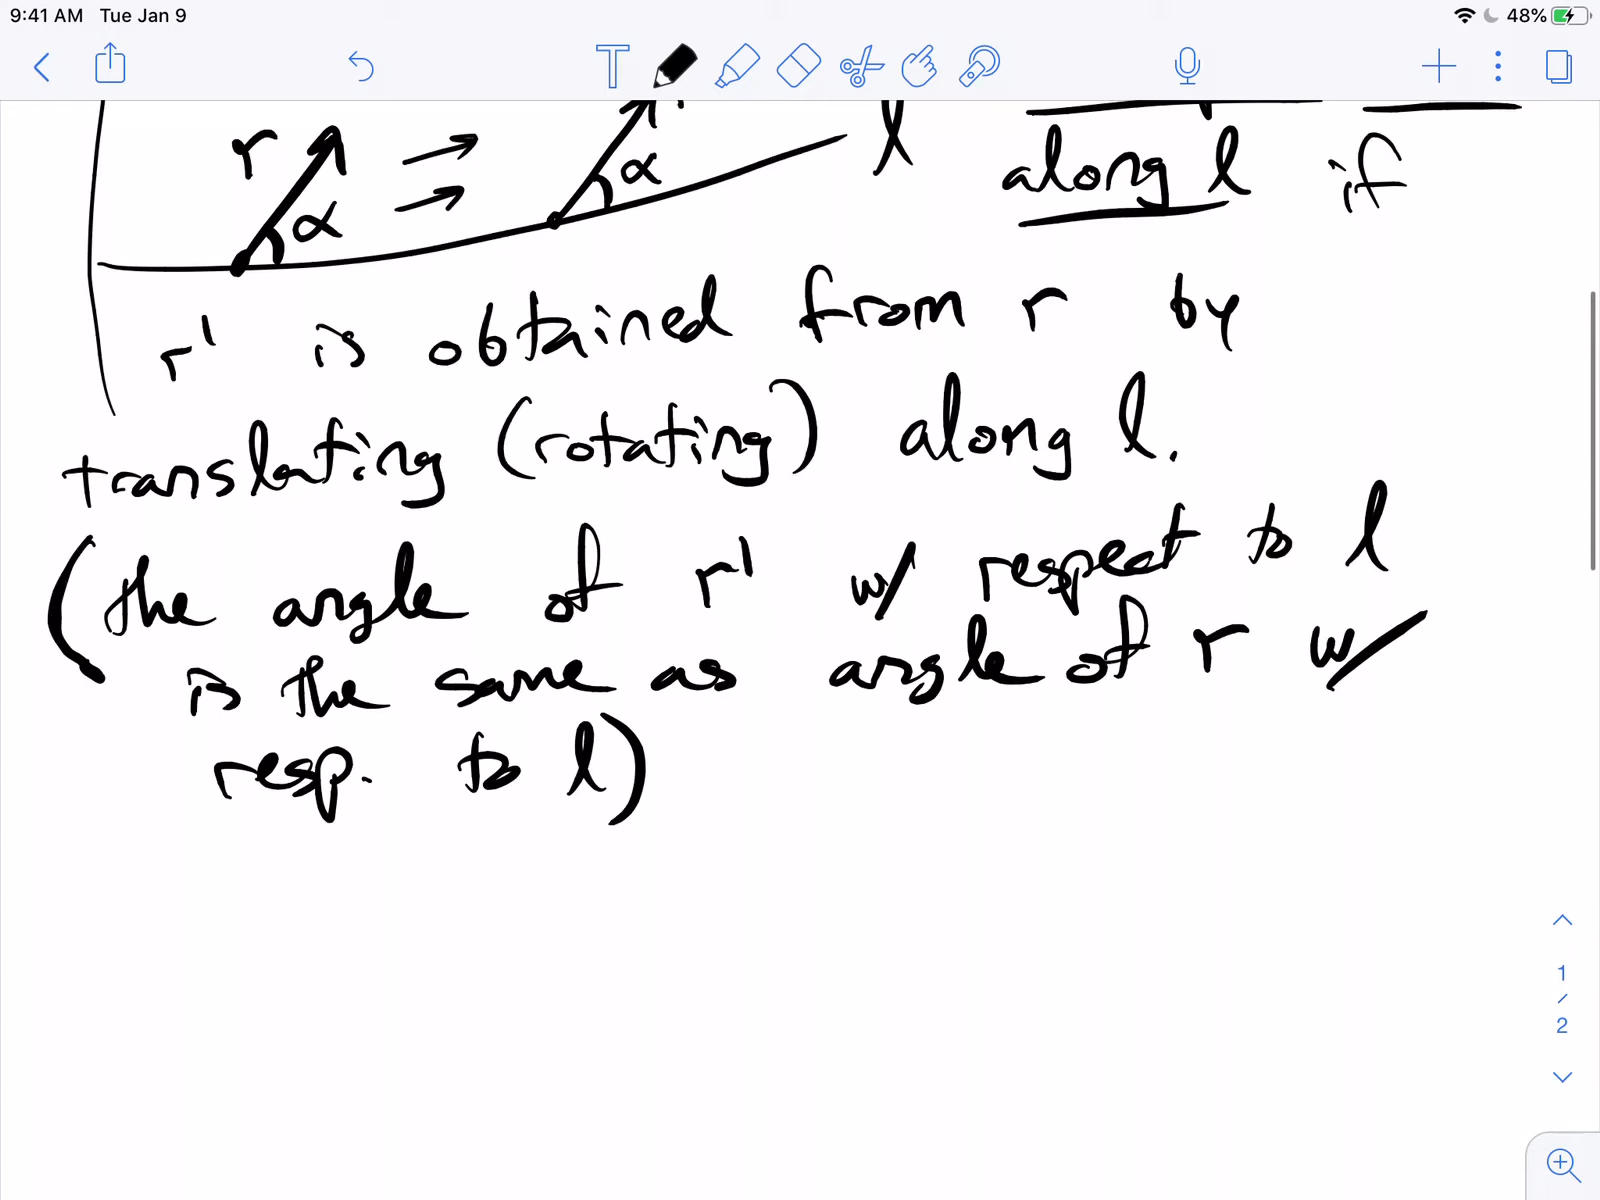 9:41 AM Tue Jan 9
48%
T
r
α
α
l
along l if
r' is obtained from r by
translating (rotating) along l.
(the angle of r' w/ respect to l
is the same as angle of r w/
resp. to l)
1
/
2